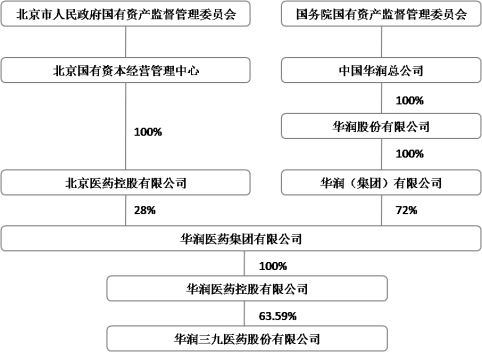 北京市人民政府国有资产监督管理委员会
国务院国有资产监督管理委员会
北京国有资本经营管理中心
中国华润总公司
100%
华润股份有限公司
100%
100%
北京医药控股有限公司
华润（集团）有限公司
28%
72%
华润医药集团有限公司
100%
华润医药控股有限公司
63.59%
华润三九医药股份有限公司